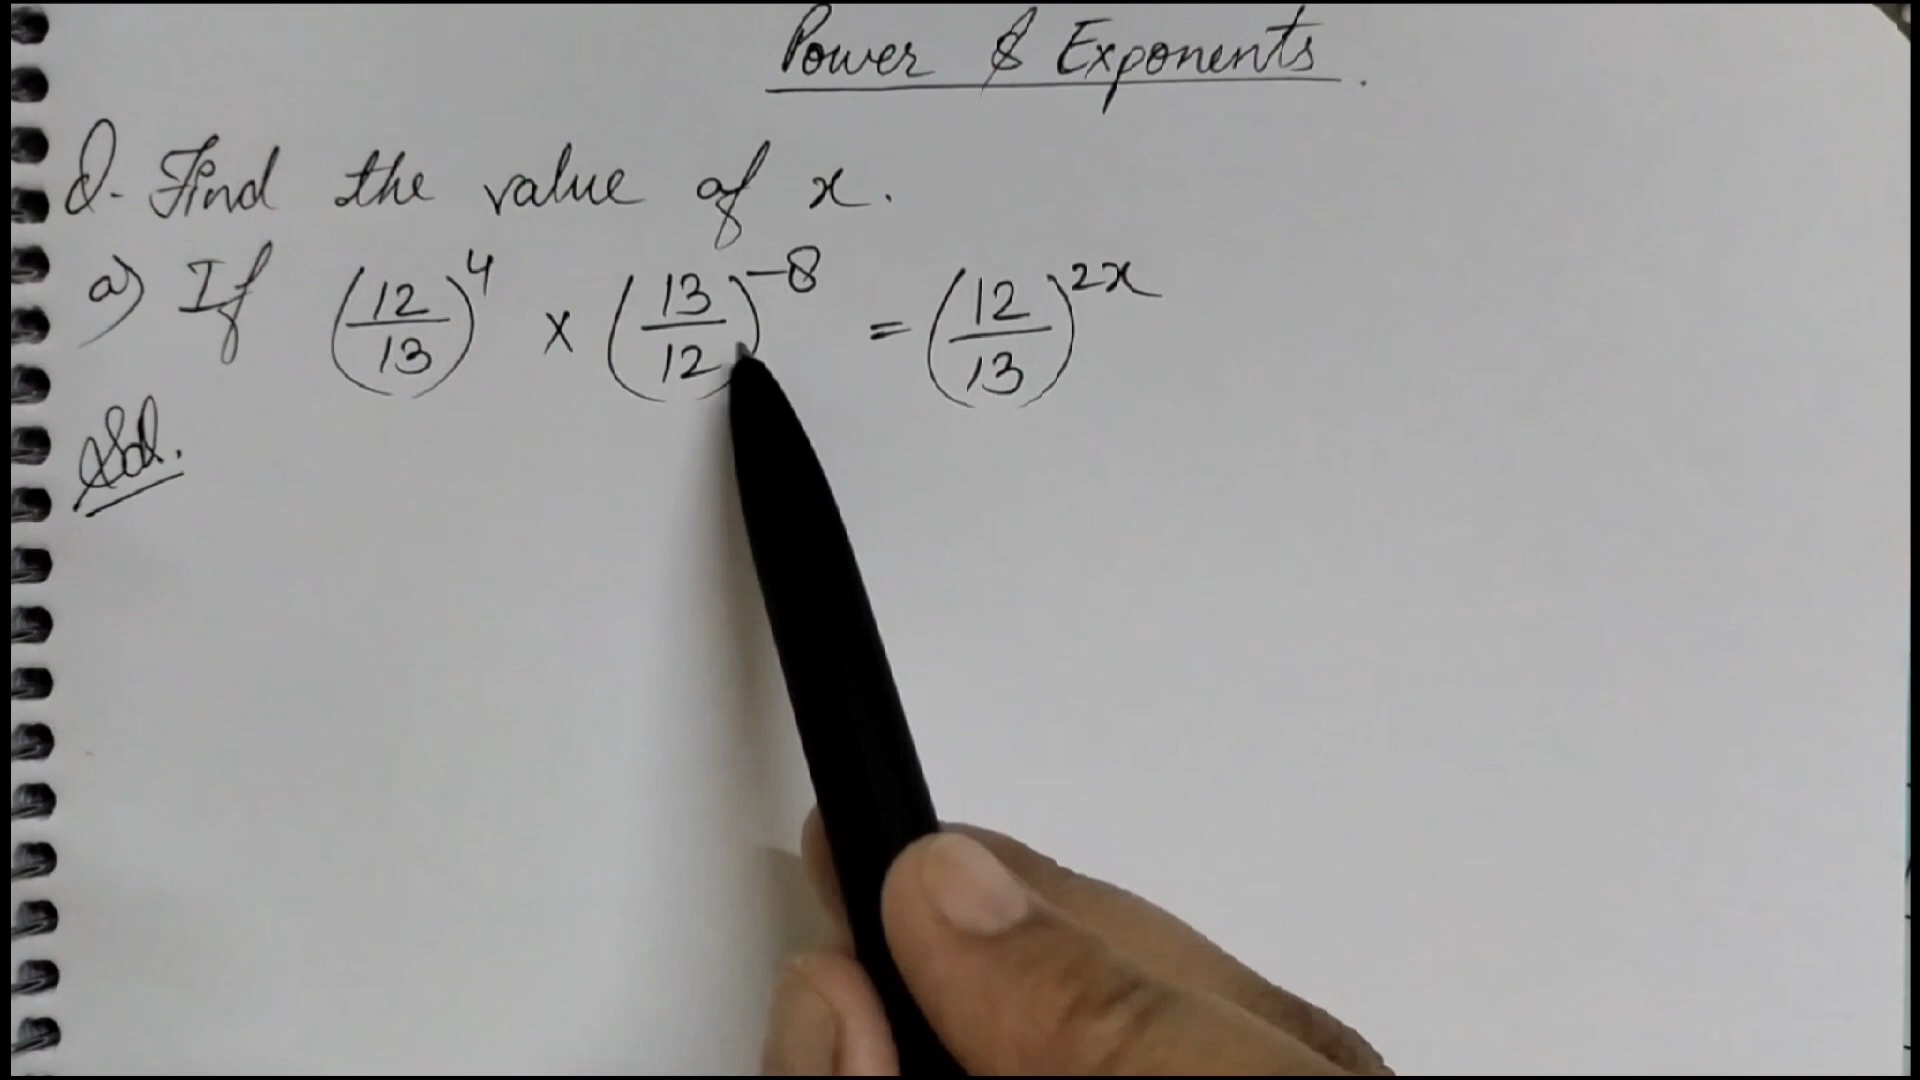 Power & Exponents.
Q. Find the value of x.
a) If (12/13)^4 × (13/12)^-8 = (12/13)^2x
Sol.